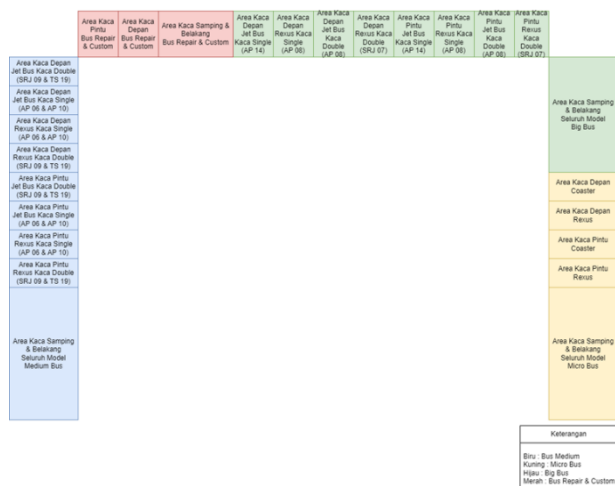 Area Kaca
Pintu
Bus Repair
& Custom
Area Kaca
Depan
Bus Repair
& Custom
Area Kaca Samping &
Belakang
Bus Repair & Custom
Area Kaca
Depan
Jet Bus
Kaca Single
(AP 14)
Area Kaca
Depan
Rexus Kaca
Single
(AP 08)
Area Kaca
Depan
Jet Bus
Kaca
Double
(AP 08)
Area Kaca
Depan
Rexus Kaca
Double
(SRJ 07)
Area Kaca
Pintu
Jet Bus
Kaca Single
(AP 14)
Area Kaca
Pintu
Rexus Kaca
Single
(AP 08)
Area Kaca
Pintu
Jet Bus
Kaca
Double
(AP 08)
Area Kaca
Pintu
Rexus
Kaca
Double
(SRJ 07)
Area Kaca Depan
Jet Bus Kaca Double
(SRJ 09 & TS 19)
Area Kaca Depan
Jet Bus Kaca Single
(AP 06 & AP 10)
Area Kaca Depan
Rexus Kaca Single
(AP 06 & AP 10)
Area Kaca Depan
Rexus Kaca Double
(SRJ 09 & TS 19)
Area Kaca Pintu
Jet Bus Kaca Double
(SRJ 09 & TS 19)
Area Kaca Pintu
Jet Bus Kaca Single
(AP 06 & AP 10)
Area Kaca Pintu
Rexus Kaca Single
(AP 06 & AP 10)
Area Kaca Pintu
Rexus Kaca Double
(SRJ 09 & TS 19)
Area Kaca Samping
& Belakang
Seluruh Model
Medium Bus
Area Kaca Samping
& Belakang
Seluruh Model
Big Bus
Area Kaca Depan
Coaster
Area Kaca Depan
Rexus
Area Kaca Pintu
Coaster
Area Kaca Pintu
Rexus
Area Kaca Samping
& Belakang
Seluruh Model
Micro Bus
Keterangan
Biru : Bus Medium
Kuning : Micro Bus
Hijau : Big Bus
Merah : Bus Repair & Custom